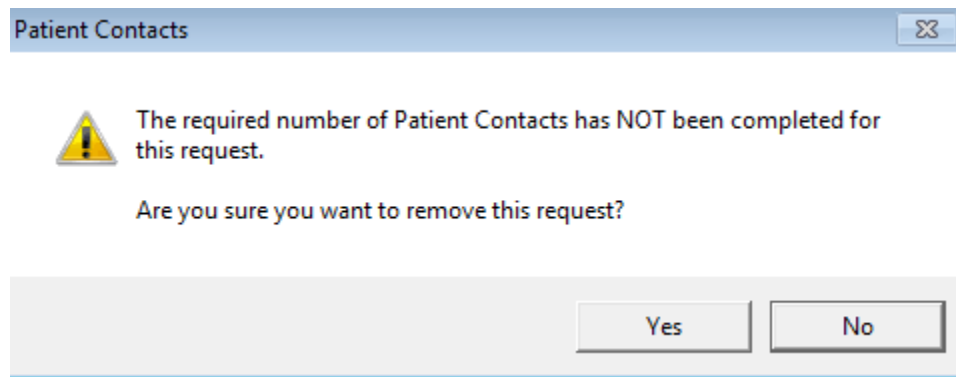 Patient Contacts
The required number of Patient Contacts has NOT been completed for
this request.
Are you sure you want to remove this request?
Yes
No